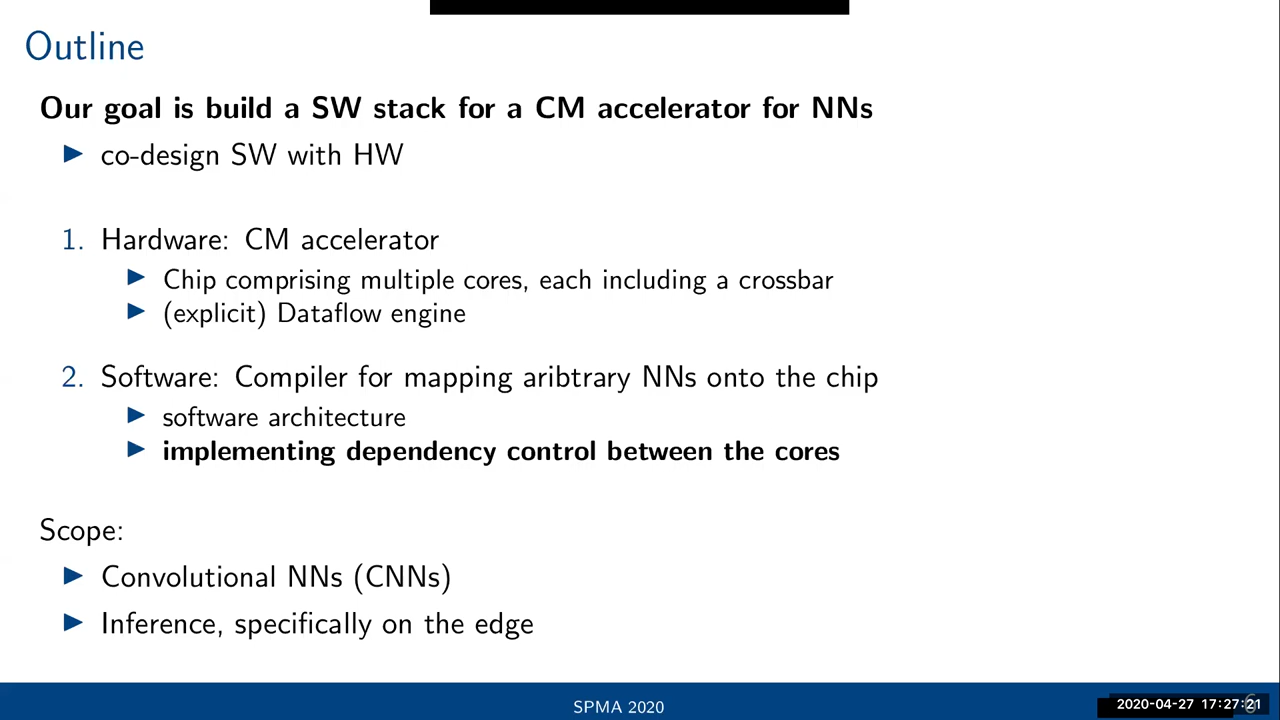 Outline
Our goal is build a SW stack for a CM accelerator for NNs
▶ co-design SW with HW
1. Hardware: CM accelerator
▶ Chip comprising multiple cores, each including a crossbar
▶ (explicit) Dataflow engine
2. Software: Compiler for mapping aribtrary NNs onto the chip
▶ software architecture
▶ implementing dependency control between the cores
Scope:
▶ Convolutional NNs (CNNs)
▶ Inference, specifically on the edge
SPMA 2020
2020-04-27 17:27:21
6